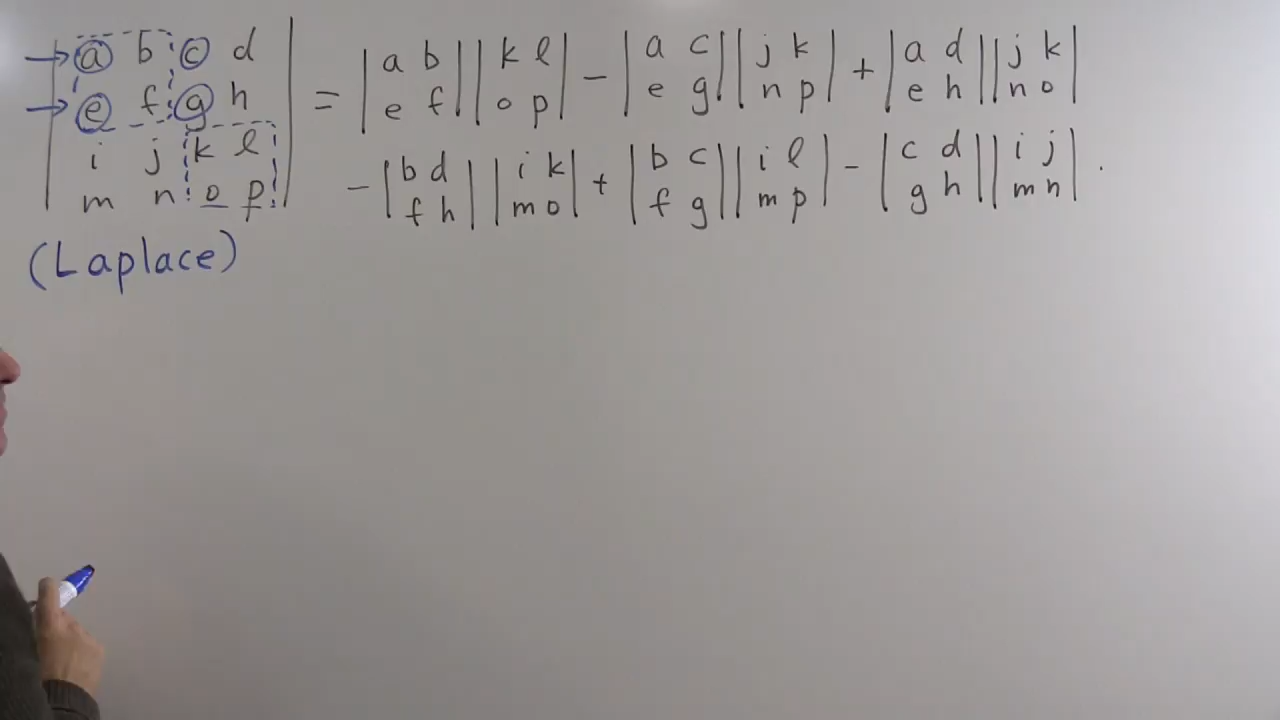 → a b c d | = | a b ; e f | | k l ; o p | − | a c ; e g | | j k ; n p | + | a d ; e h | | j k ; n o |
→ e f g h
i j k l
m n o p
− | b d ; f h | | i k ; m o | + | b c ; f g | | i l ; m p | − | c d ; g h | | i j ; m n | .
(Laplace)